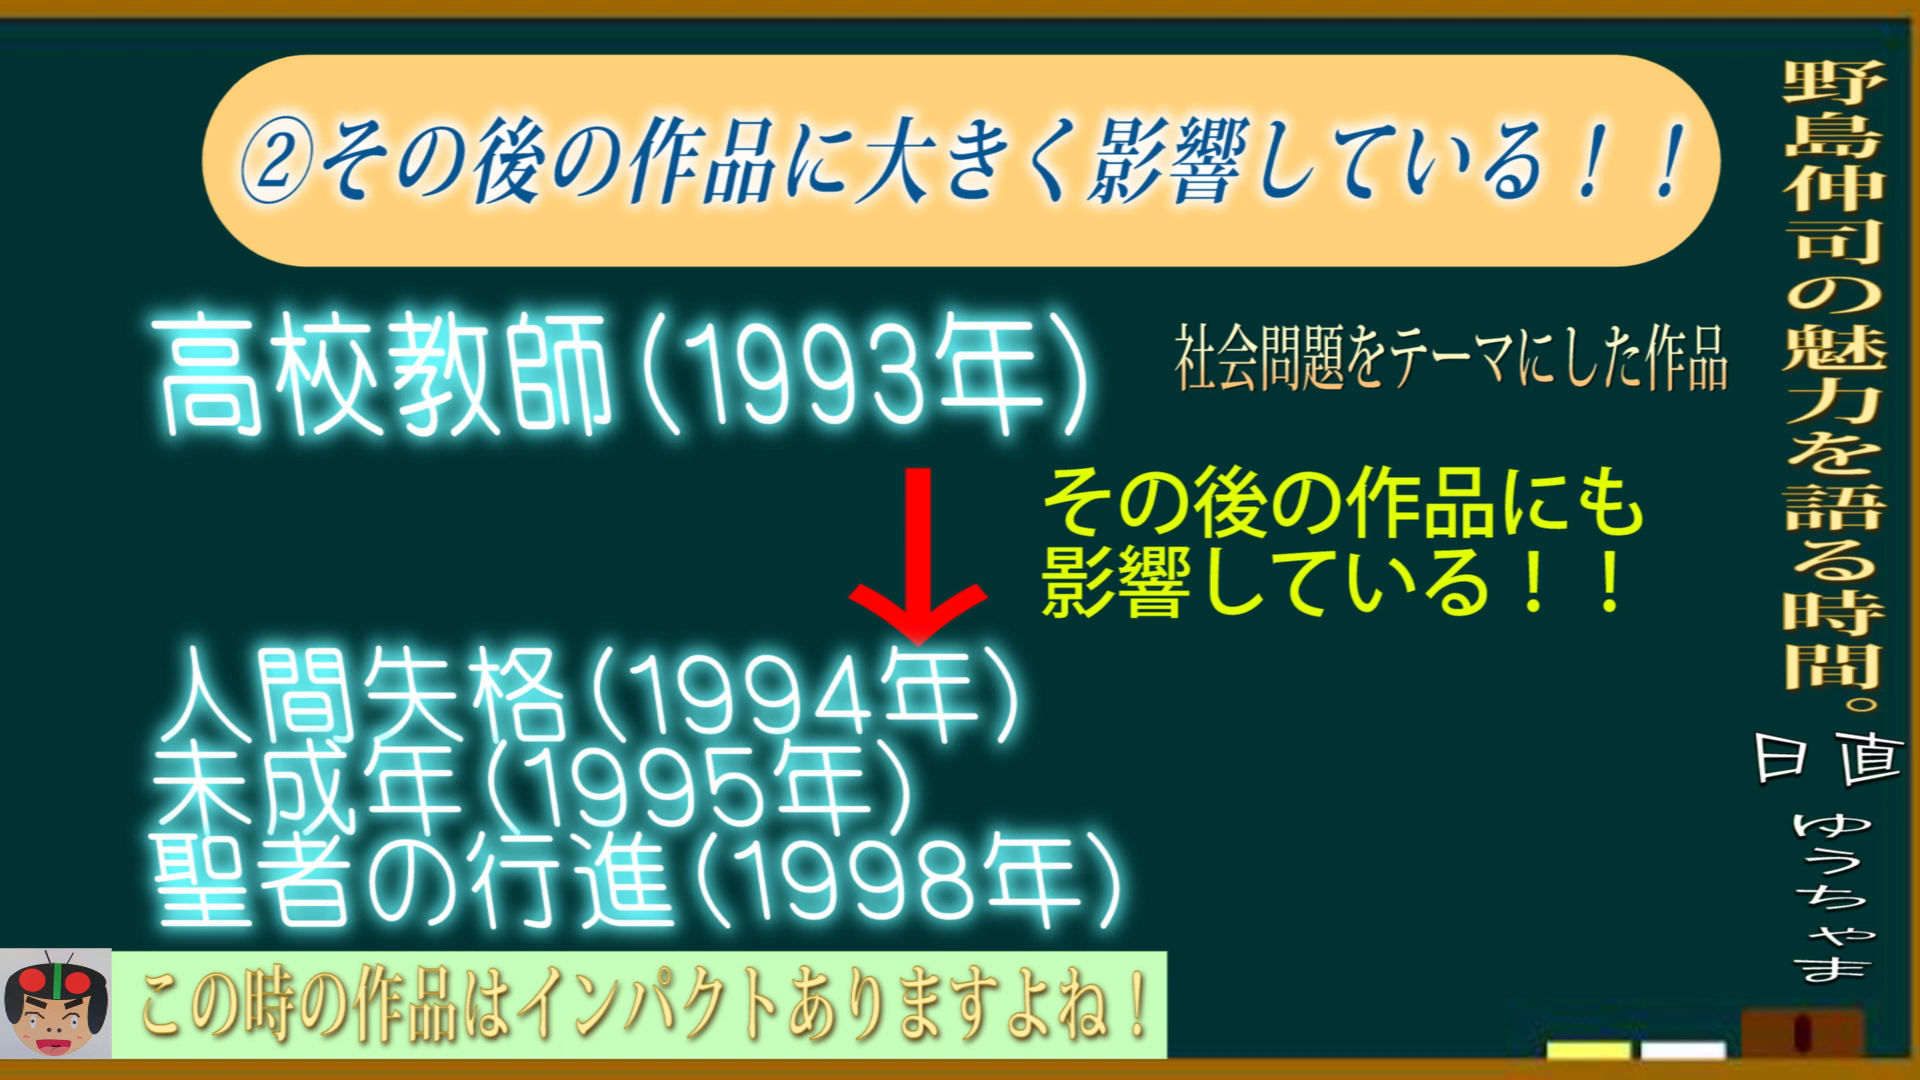 ②その後の作品に大きく影響している！！
高校教師(1993年)
社会問題をテーマにした作品
その後の作品にも
影響している！！
人間失格(1994年)
未成年(1995年)
聖者の行進(1998年)
この時の作品はインパクトありますよね！
野島伸司の魅力を語る時間。
日直
ゆうちやま